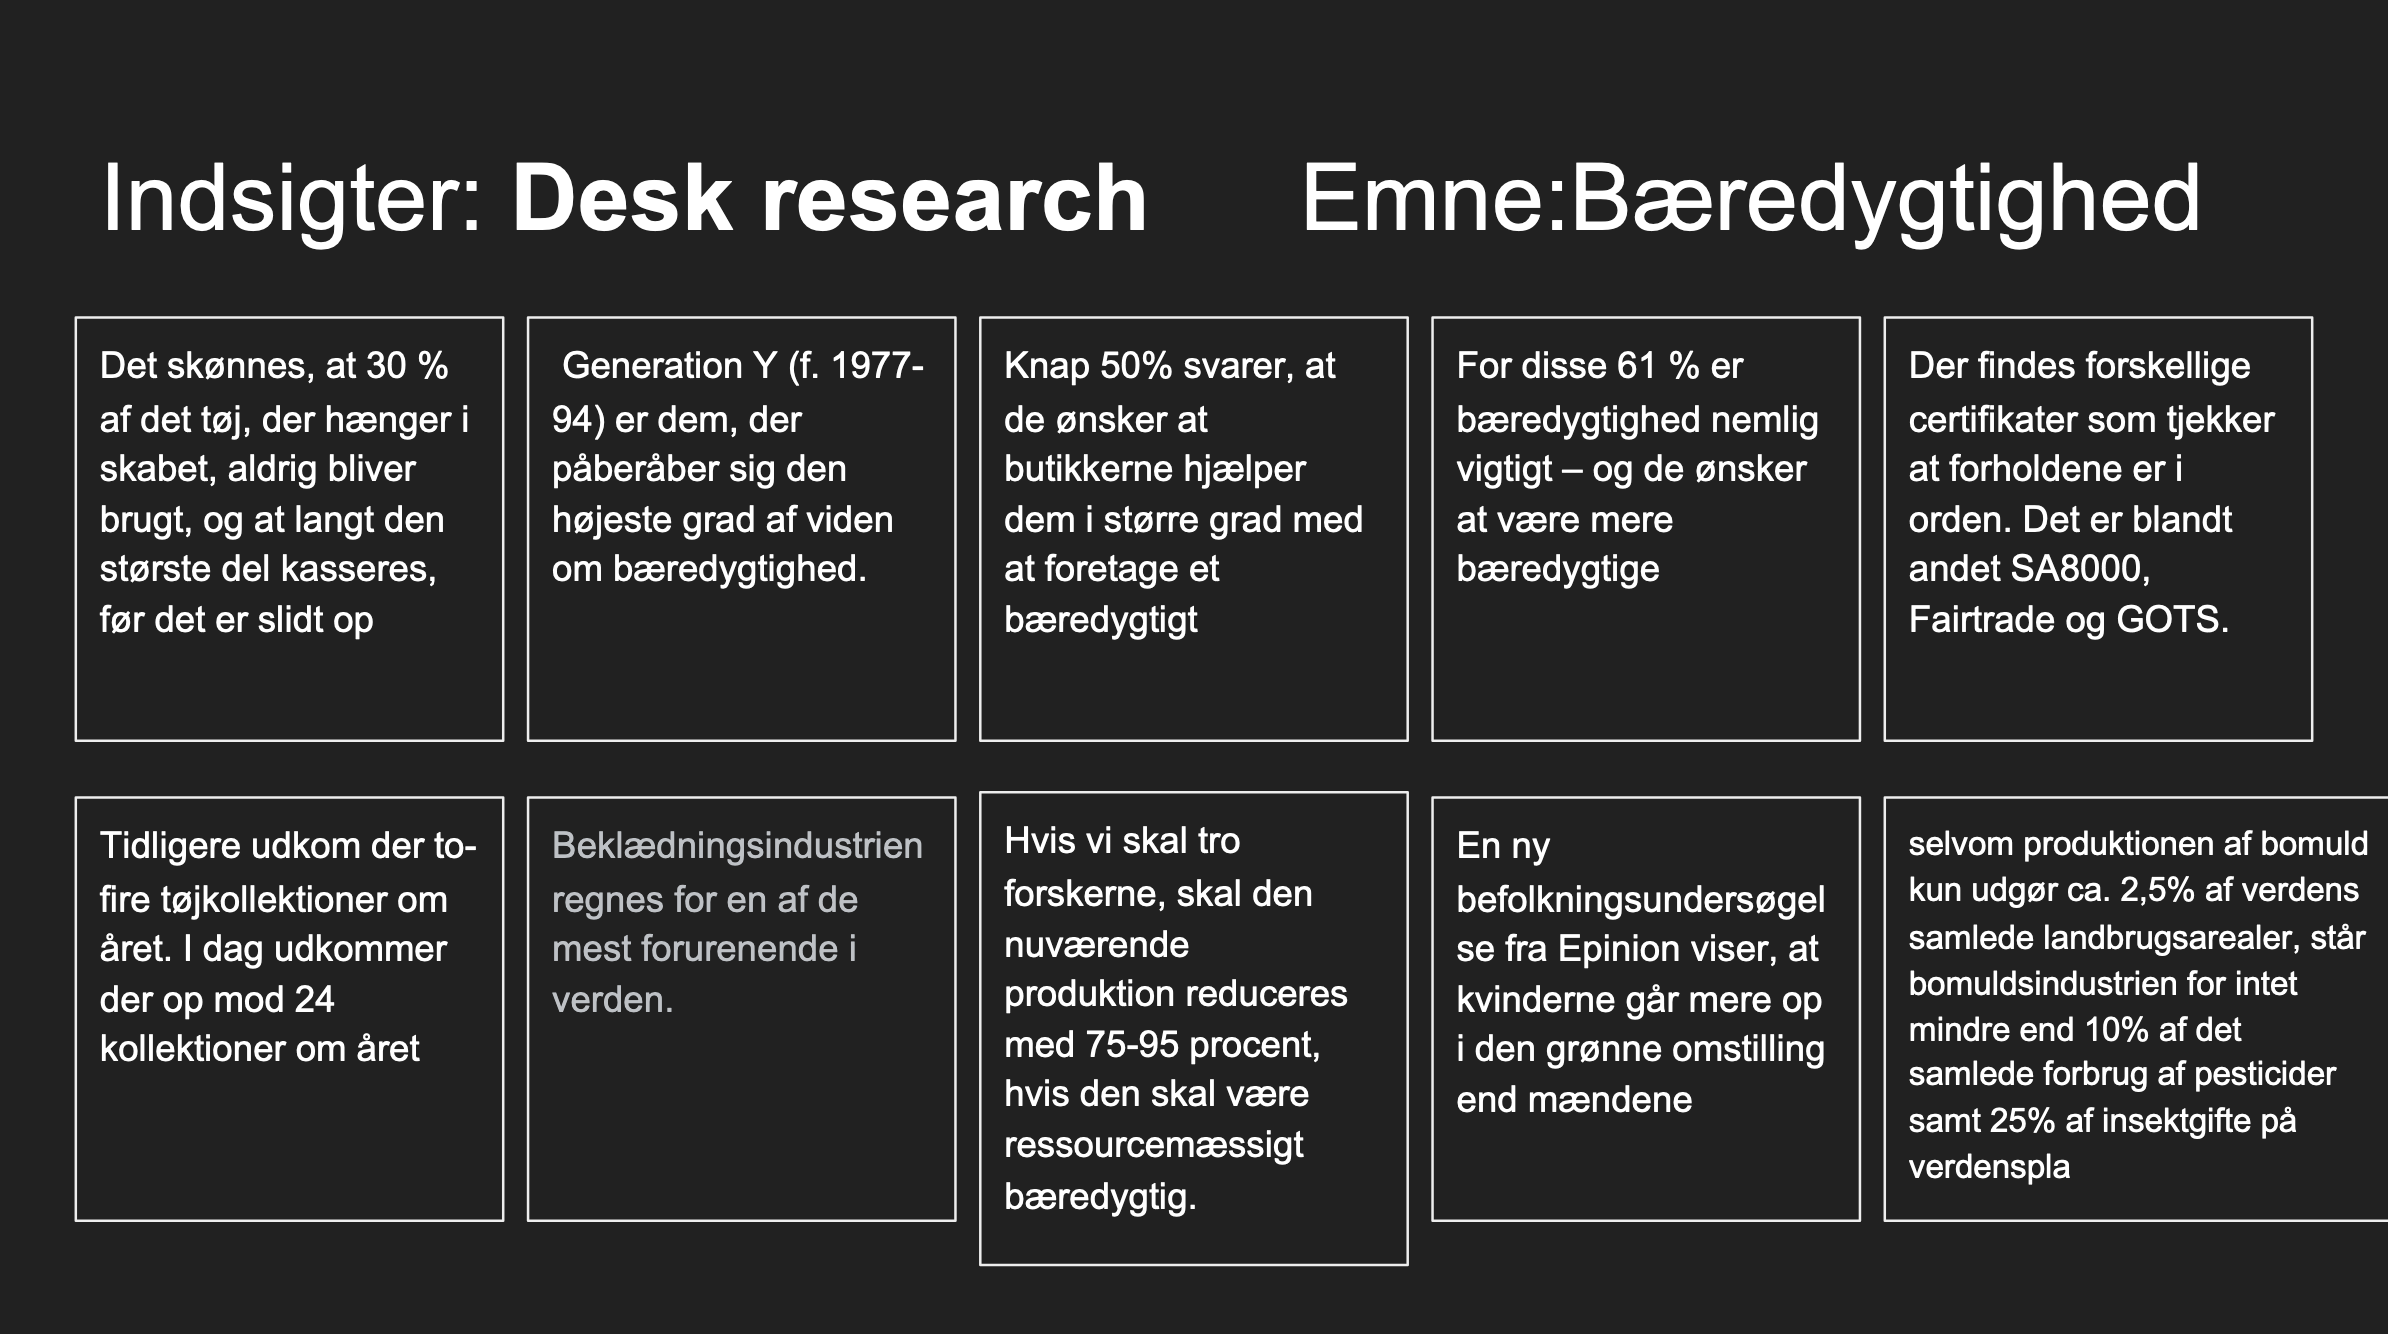 Indsigter: Desk research
Emne:Bæredygtighed
Det skønnes, at 30 %
af det tøj, der hænger i
skabet, aldrig bliver
brugt, og at langt den
største del kasseres,
før det er slidt op
Generation Y (f. 1977-
94) er dem, der
påberåber sig den
højeste grad af viden
om bæredygtighed.
Knap 50% svarer, at
de ønsker at
butikkerne hjælper
dem i større grad med
at foretage et
bæredygtigt
For disse 61 % er
bæredygtighed nemlig
vigtigt – og de ønsker
at være mere
bæredygtige
Der findes forskellige
certifikater som tjekker
at forholdene er i
orden. Det er blandt
andet SA8000,
Fairtrade og GOTS.
Tidligere udkom der to-
fire tøjkollektioner om
året. I dag udkommer
der op mod 24
kollektioner om året
Beklædningsindustrien
regnes for en af de
mest forurenende i
verden.
Hvis vi skal tro
forskerne, skal den
nuværende
produktion reduceres
med 75-95 procent,
hvis den skal være
ressourcemæssigt
bæredygtig.
En ny
befolkningsundersøgel
se fra Epinion viser, at
kvinderne går mere op
i den grønne omstilling
end mændene
selvom produktionen af bomuld
kun udgør ca. 2,5% af verdens
samlede landbrugsarealer, står
bomuldsindustrien for intet
mindre end 10% af det
samlede forbrug af pesticider
samt 25% af insektgifte på
verdenspla